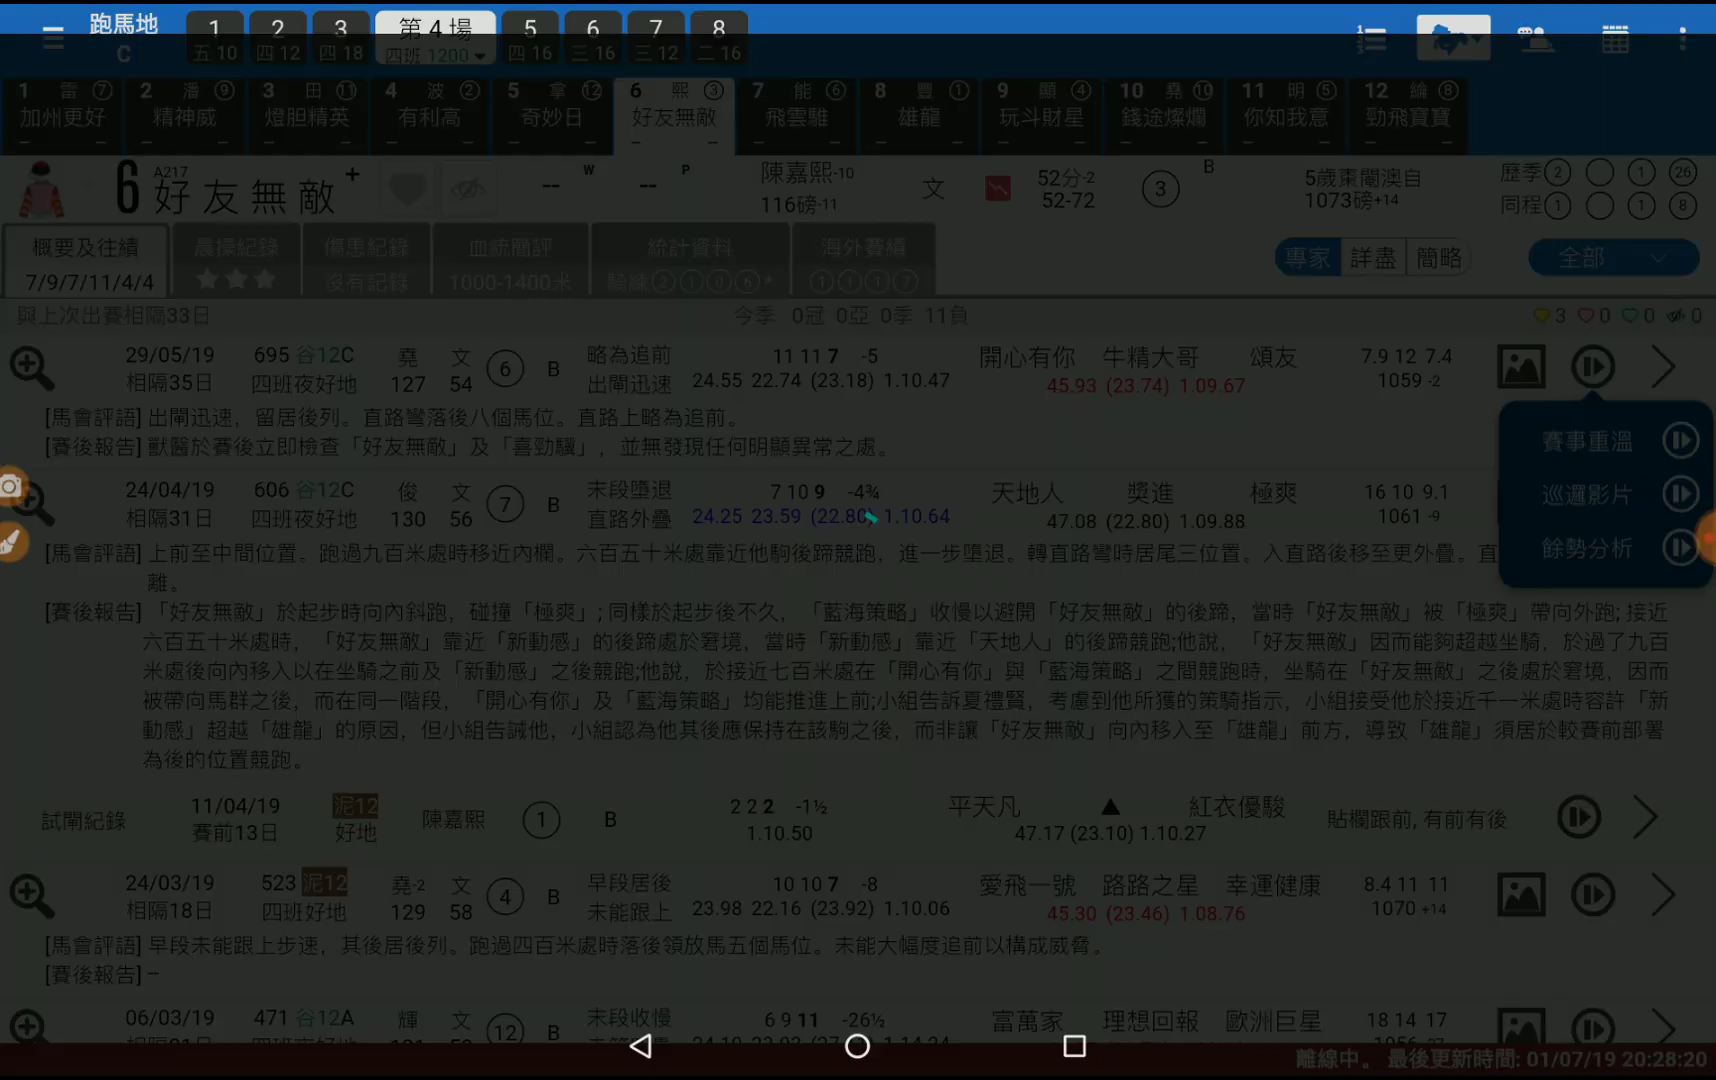 跑馬地 C
1 五 10
2 四 12
3 四 18
第 4 場 四班 1200
5 四 16
6 三 16
7 三 12
8 二 16
1 雷 ⑦ 加州更好 – –
2 潘 ⑨ 精神威 – –
3 田 ⑪ 燈胆精英 – –
4 波 ② 有利高 – –
5 拿 ⑫ 奇妙日
6 熙 ③ 好友無敵 – –
7 能 ⑥ 飛雲騅 – –
8 豐 ① 雄龍 – –
9 顯 ④ 玩斗財星 – –
10 堯 ⑩ 錢途燦爛 – –
11 明 ⑤ 你知我意 – –
12 綸 ⑧ 勁飛寶寶 – –
6 A217 好友無敵 +
-- W -- P
陳嘉熙-10
116磅-11
文
52分-2
52-72
③ B
5歲棗閹澳自
1073磅+14
歷季 ② ○ ① ㉖
同程 ① ○ ① ⑧
概要及往績
7/9/7/11/4/4
晨操紀錄
★★★
傷患紀錄
沒有記錄
血統簡評
1000-1400米
統計資料
騎練②①⓪⑥*
海外賽績
①①①⑦
專家 詳盡 簡略
全部
與上次出賽相隔33日 今季 0冠 0亞 0季 11負 3 0 0 0
29/05/19 695 谷12C 堯 文 ⑥ B 略為追前 11 11 7 -5 開心有你 牛精大哥 頌友 7.9 12 7.4
相隔35日 四班夜好地 127 54 出閘迅速 24.55 22.74 (23.18) 1.10.47 45.93 (23.74) 1.09.67 1059 -2
[馬會評語] 出閘迅速，留居後列。直路彎落後八個馬位。直路上略為追前。
[賽後報告] 獸醫於賽後立即檢查「好友無敵」及「喜勁驥」，並無發現任何明顯異常之處。
賽事重溫
巡邏影片
餘勢分析
24/04/19 606 谷12C 俊 文 ⑦ B 末段墮退 7 10 9 -4¾ 天地人 獎進 極爽 16 10 9.1
相隔31日 四班夜好地 130 56 直路外疊 24.25 23.59 (22.80) 1.10.64 47.08 (22.80) 1.09.88 1061 -9
[馬會評語] 上前至中間位置。跑過九百米處時移近內欄。六百五十米處靠近他駒後蹄競跑，進一步墮退。轉直路彎時居尾三位置。入直路後移至更外疊。直
離。
[賽後報告] 「好友無敵」於起步時向內斜跑，碰撞「極爽」；同樣於起步後不久，「藍海策略」收慢以避開「好友無敵」的後蹄，當時「好友無敵」被「極爽」帶向外跑；接近
六百五十米處時，「好友無敵」靠近「新動感」的後蹄處於窘境，當時「新動感」靠近「天地人」的後蹄競跑;他說，「好友無敵」因而能夠超越坐騎，於過了九百
米處後向內移入以在坐騎之前及「新動感」之後競跑;他說，於接近七百米處在「開心有你」與「藍海策略」之間競跑時，坐騎在「好友無敵」之後處於窘境，因而
被帶向馬群之後，而在同一階段，「開心有你」及「藍海策略」均能推進上前;小組告訴夏禮賢，考慮到他所獲的策騎指示，小組接受他於接近千一米處時容許「新
動感」超越「雄龍」的原因，但小組告誡他，小組認為他其後應保持在該駒之後，而非讓「好友無敵」向內移入至「雄龍」前方，導致「雄龍」須居於較賽前部署
為後的位置競跑。
試閘紀錄 11/04/19 泥12 陳嘉熙 ① B 2 2 2 -1½ 平天凡 ▲ 紅衣優駿 貼欄跟前, 有前有後
賽前13日 好地 1.10.50 47.17 (23.10) 1.10.27
24/03/19 523 泥12 堯-2 文 ④ B 早段居後 10 10 7 -8 愛飛一號 路路之星 幸運健康 8.4 11 11
相隔18日 四班好地 129 58 未能跟上 23.98 22.16 (23.92) 1.10.06 45.30 (23.46) 1.08.76 1070 +14
[馬會評語] 早段未能跟上步速，其後居後列。跑過四百米處時落後領放馬五個馬位。未能大幅度追前以構成威脅。
[賽後報告] –
06/03/19 471 谷12A 輝 文 ⑫ B 末段收慢 6 9 11 -26½ 富萬家 理想回報 歐洲巨星 18 14 17
離線中。 最後更新時間: 01/07/19 20:28:20